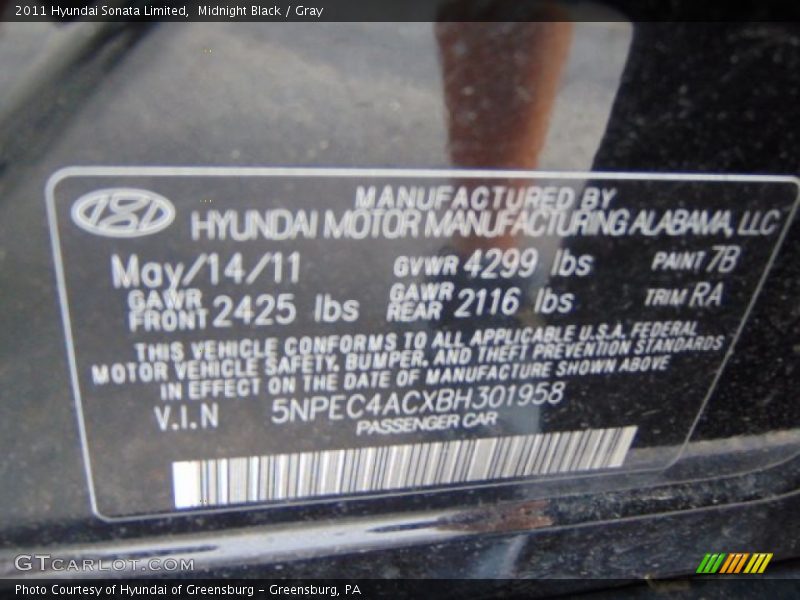 2011 Hyundai Sonata Limited, Midnight Black / Gray
MANUFACTURED BY
HYUNDAI MOTOR MANUFACTURING ALABAMA, LLC
May/14/11 GVWR 4299 lbs PAINT 7B
GAWR FRONT 2425 lbs GAWR REAR 2116 lbs TRIM RA
THIS VEHICLE CONFORMS TO ALL APPLICABLE U.S.A. FEDERAL
MOTOR VEHICLE SAFETY, BUMPER, AND THEFT PREVENTION STANDARDS
IN EFFECT ON THE DATE OF MANUFACTURE SHOWN ABOVE
V.I.N 5NPEC4ACXBH301958
PASSENGER CAR
GTCARLOT.COM
Photo Courtesy of Hyundai of Greensburg - Greensburg, PA